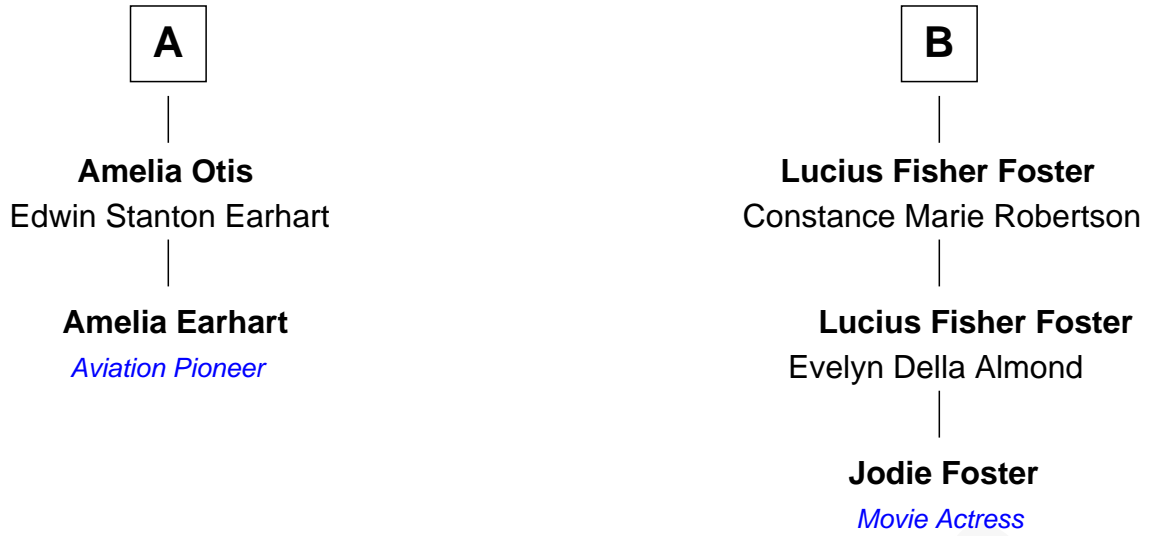 A
Amelia Otis
Edwin Stanton Earhart
Amelia Earhart
Aviation Pioneer
B
Lucius Fisher Foster
Constance Marie Robertson
Lucius Fisher Foster
Evelyn Della Almond
Jodie Foster
Movie Actress